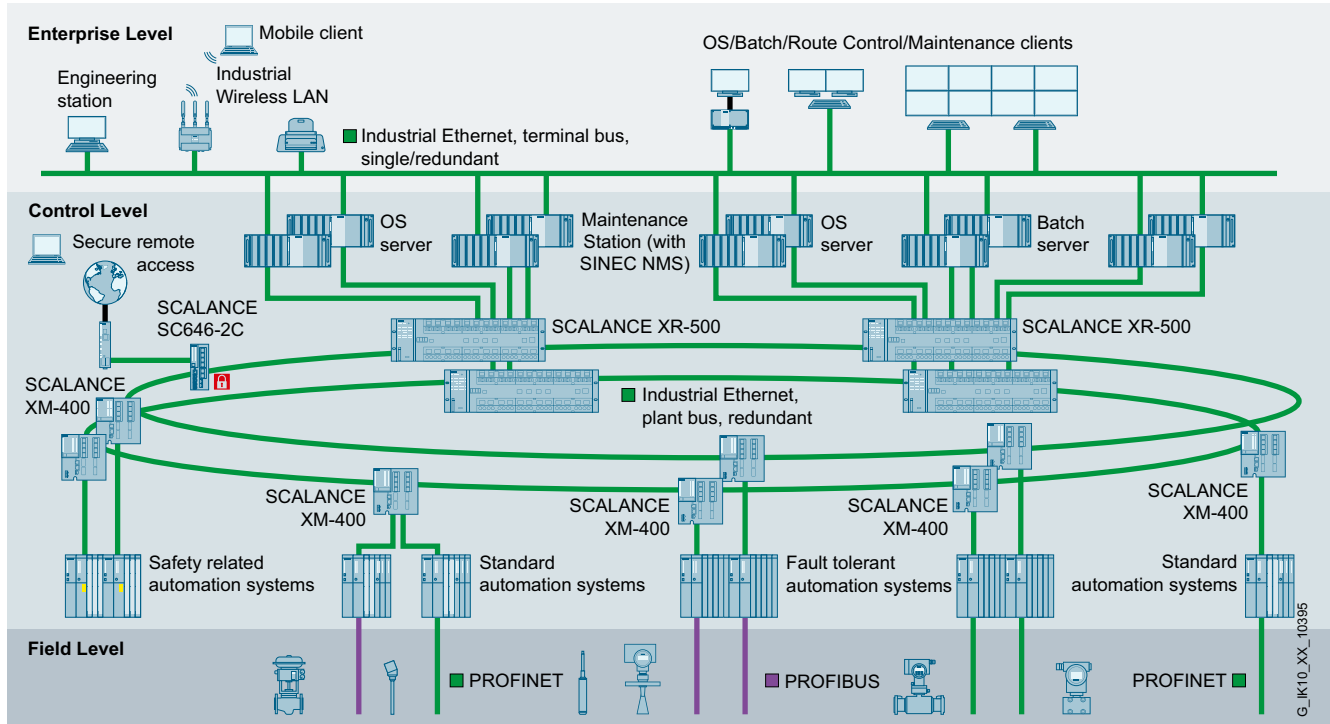 Enterprise Level
Mobile client
OS/Batch/Route Control/Maintenance clients
Engineering
station
Industrial
Wireless LAN
Industrial Ethernet, terminal bus,
single/redundant
Control Level
Secure remote
access
OS
server
Maintenance
Station (with
SINEC NMS)
OS
server
Batch
server
SCALANCE
SC646-2C
SCALANCE XR-500
SCALANCE XR-500
SCALANCE
XM-400
Industrial Ethernet,
plant bus, redundant
SCALANCE
XM-400
SCALANCE
XM-400
SCALANCE
XM-400
SCALANCE
XM-400
Safety related
automation systems
Standard
automation systems
Fault tolerant
automation systems
Standard
automation systems
Field Level
PROFINET
PROFIBUS
PROFINET
G_IK10_XX_10395